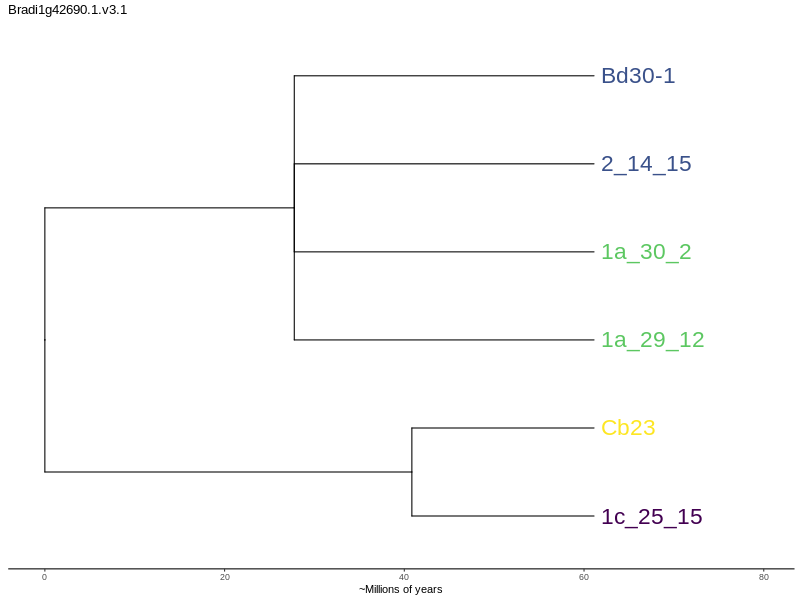 Bradi1g42690.1.v3.1
Bd30-1
2_14_15
1a_30_2
1a_29_12
Cb23
1c_25_15
0 20 40 60 80
~Millions of years